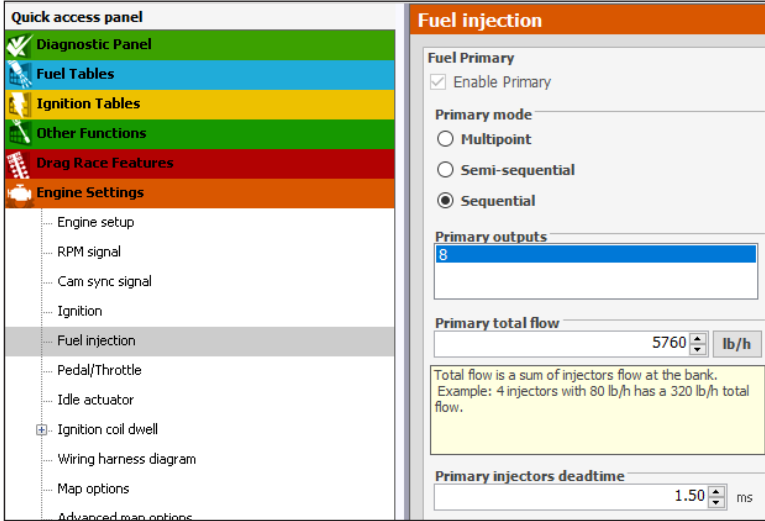 Quick access panel
Diagnostic Panel
Fuel Tables
Ignition Tables
Other Functions
Drag Race Features
Engine Settings
Engine setup
RPM signal
Cam sync signal
Ignition
Fuel injection
Pedal/Throttle
Idle actuator
Ignition coil dwell
Wiring harness diagram
Map options
Advanced map options
Fuel injection
Fuel Primary
Enable Primary
Primary mode
Multipoint
Semi-sequential
Sequential
Primary outputs
8
Primary total flow
5760 lb/h
Total flow is a sum of injectors flow at the bank.
Example: 4 injectors with 80 lb/h has a 320 lb/h total
flow.
Primary injectors deadtime
1.50 ms